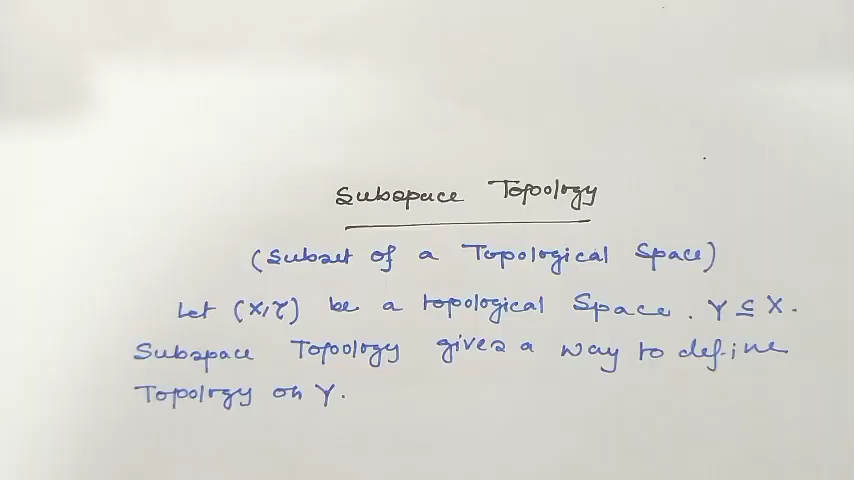 Subspace Topology
(Subset of a Topological Space)
Let (X,τ) be a topological Space. Y ⊆ X.
Subspace Topology gives a way to define
Topology on Y.